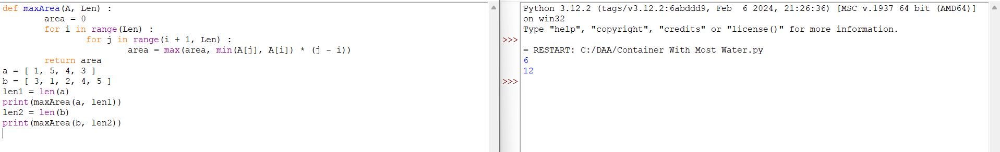 def maxArea(A, Len) :
        area = 0
        for i in range(Len) :
                for j in range(i + 1, Len) :
                        area = max(area, min(A[j], A[i]) * (j - i))
        return area
a = [ 1, 5, 4, 3 ]
b = [ 3, 1, 2, 4, 5 ]
len1 = len(a)
print(maxArea(a, len1))
len2 = len(b)
print(maxArea(b, len2))
Python 3.12.2 (tags/v3.12.2:6abddd9, Feb  6 2024, 21:26:36) [MSC v.1937 64 bit (AMD64)]
on win32
Type "help", "copyright", "credits" or "license()" for more information.
>>>
= RESTART: C:/DAA/Container With Most Water.py
6
12
>>>